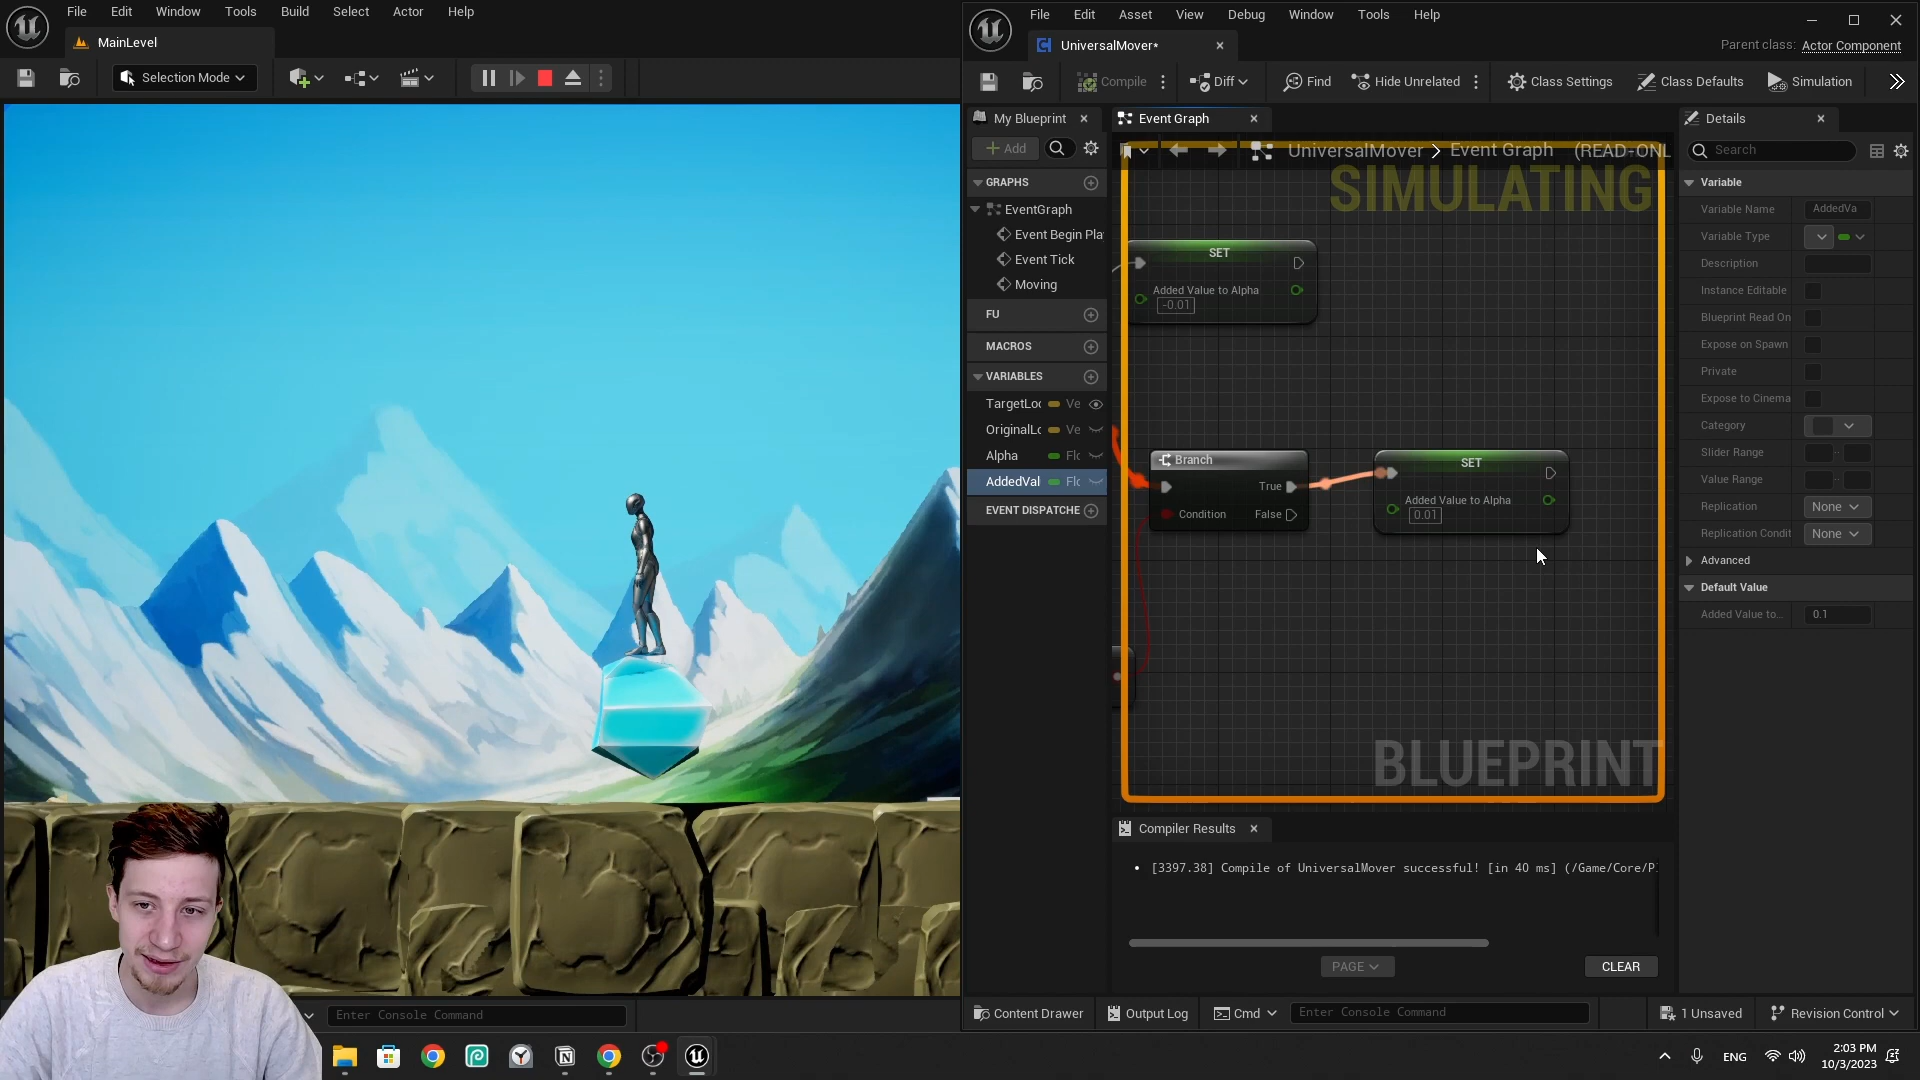 File Edit Window Tools Build Select Actor Help
MainLevel
Selection Mode
File Edit Asset View Debug Window Tools Help
UniversalMover*
Parent class: Actor Component
Compile Diff Find Hide Unrelated Class Settings Class Defaults Simulation
My Blueprint
Event Graph
Details
Add
UniversalMover > Event Graph (READ-ONL
Search
SIMULATING
GRAPHS
EventGraph
Event Begin Pla
Event Tick
Moving
FU
MACROS
VARIABLES
TargetLo Ve
OriginalLo Ve
Alpha Flo
AddedVal Flo
EVENT DISPATCHE
SET
Added Value to Alpha
-0.01
Branch
True
Condition False
SET
Added Value to Alpha
0.01
BLUEPRINT
Variable
Variable Name AddedVa
Variable Type
Description
Instance Editable
Blueprint Read On
Expose on Spawn
Private
Expose to Cinema
Category
Slider Range
Value Range
Replication None
Replication Condit None
Advanced
Default Value
Added Value to... 0.1
Compiler Results
• [3397.38] Compile of UniversalMover successful! [in 40 ms] (/Game/Core/P
PAGE
CLEAR
Enter Console Command
Content Drawer Output Log Cmd Enter Console Command 1 Unsaved Revision Control
ENG
2:03 PM
10/3/2023